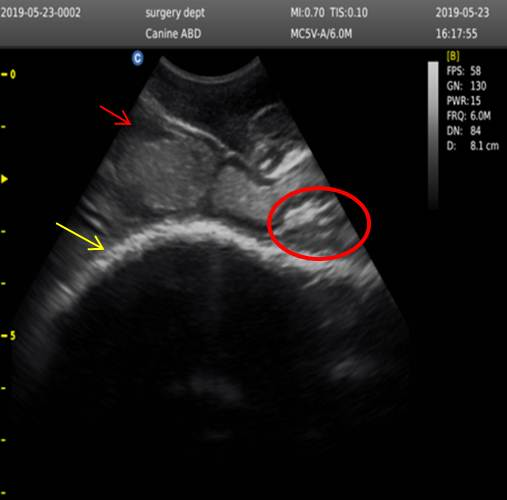 2019-05-23-0002 surgery dept MI:0.70 TIS:0.10 2019-05-23
Canine ABD MC5V-A/6.0M 16:17:55
C
[B]
FPS: 58
GN: 130
PWR: 15
FRQ: 6.0M
DN: 84
D: 8.1 cm
0
5